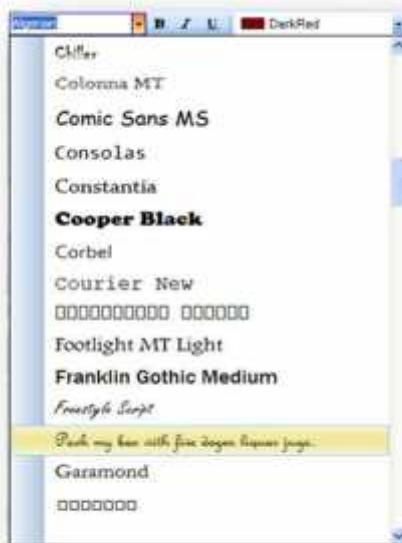 Algerian B I U DarkRed
Chiller
Colonna MT
Comic Sans MS
Consolas
Constantia
Cooper Black
Corbel
Courier New
Footlight MT Light
Franklin Gothic Medium
Freestyle Script
Pack my box with five dozen liquor jugs.
Garamond